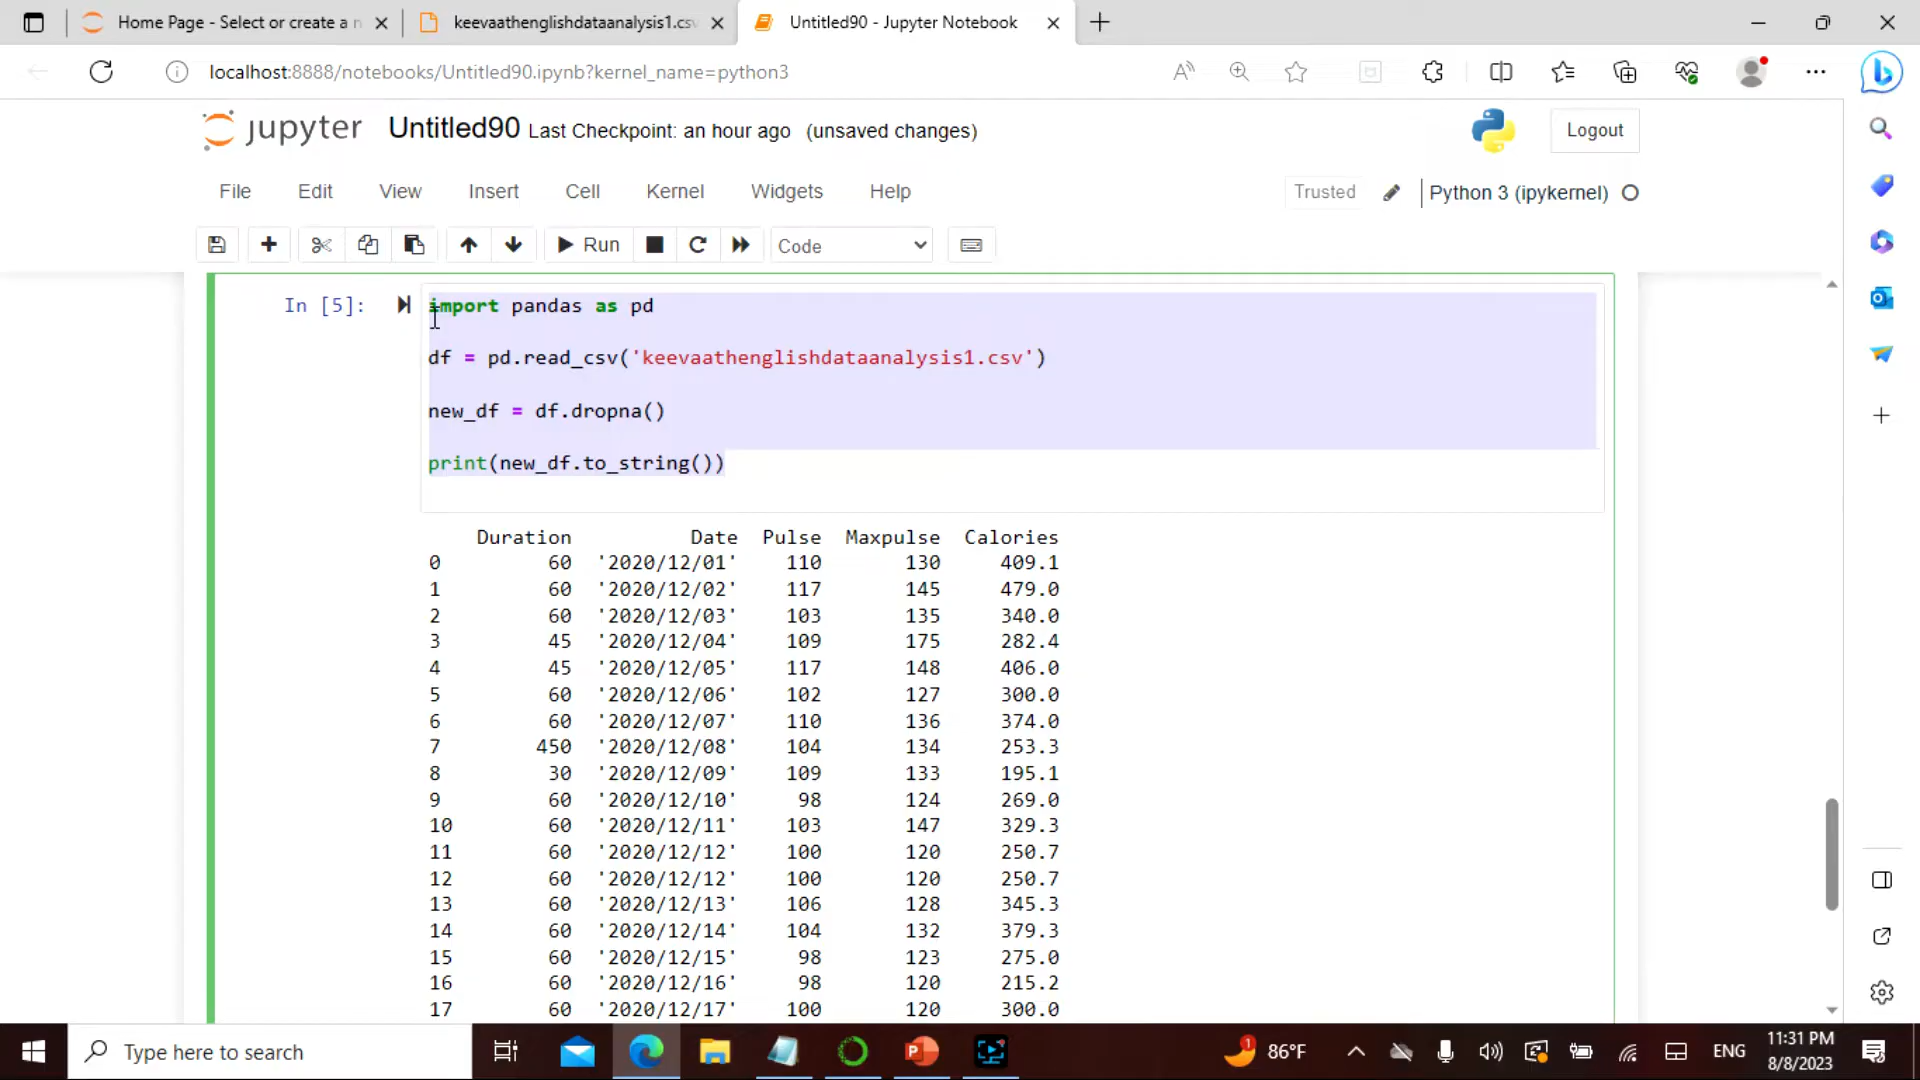 Home Page - Select or create a n
keevaathenglishdataanalysis1.csv
Untitled90 - Jupyter Notebook
localhost:8888/notebooks/Untitled90.ipynb?kernel_name=python3
jupyter Untitled90 Last Checkpoint: an hour ago (unsaved changes)
Logout
File Edit View Insert Cell Kernel Widgets Help
Trusted Python 3 (ipykernel)
Run Code
In [5]: import pandas as pd
df = pd.read_csv('keevaathenglishdataanalysis1.csv')
new_df = df.dropna()
print(new_df.to_string())
Duration Date Pulse Maxpulse Calories
0 60 '2020/12/01' 110 130 409.1
1 60 '2020/12/02' 117 145 479.0
2 60 '2020/12/03' 103 135 340.0
3 45 '2020/12/04' 109 175 282.4
4 45 '2020/12/05' 117 148 406.0
5 60 '2020/12/06' 102 127 300.0
6 60 '2020/12/07' 110 136 374.0
7 450 '2020/12/08' 104 134 253.3
8 30 '2020/12/09' 109 133 195.1
9 60 '2020/12/10' 98 124 269.0
10 60 '2020/12/11' 103 147 329.3
11 60 '2020/12/12' 100 120 250.7
12 60 '2020/12/12' 100 120 250.7
13 60 '2020/12/13' 106 128 345.3
14 60 '2020/12/14' 104 132 379.3
15 60 '2020/12/15' 98 123 275.0
16 60 '2020/12/16' 98 120 215.2
17 60 '2020/12/17' 100 120 300.0
Type here to search
1
86°F
ENG
11:31 PM
8/8/2023